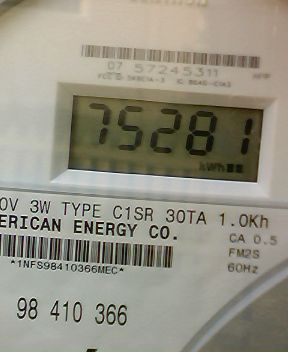 07 57245311
75281
kWh
0V 3W TYPE C1SR 30TA 1.0Kh
ERICAN ENERGY CO.
CA 0.5
FM2S
60Hz
*1NFS98410366MEC*
98 410 366